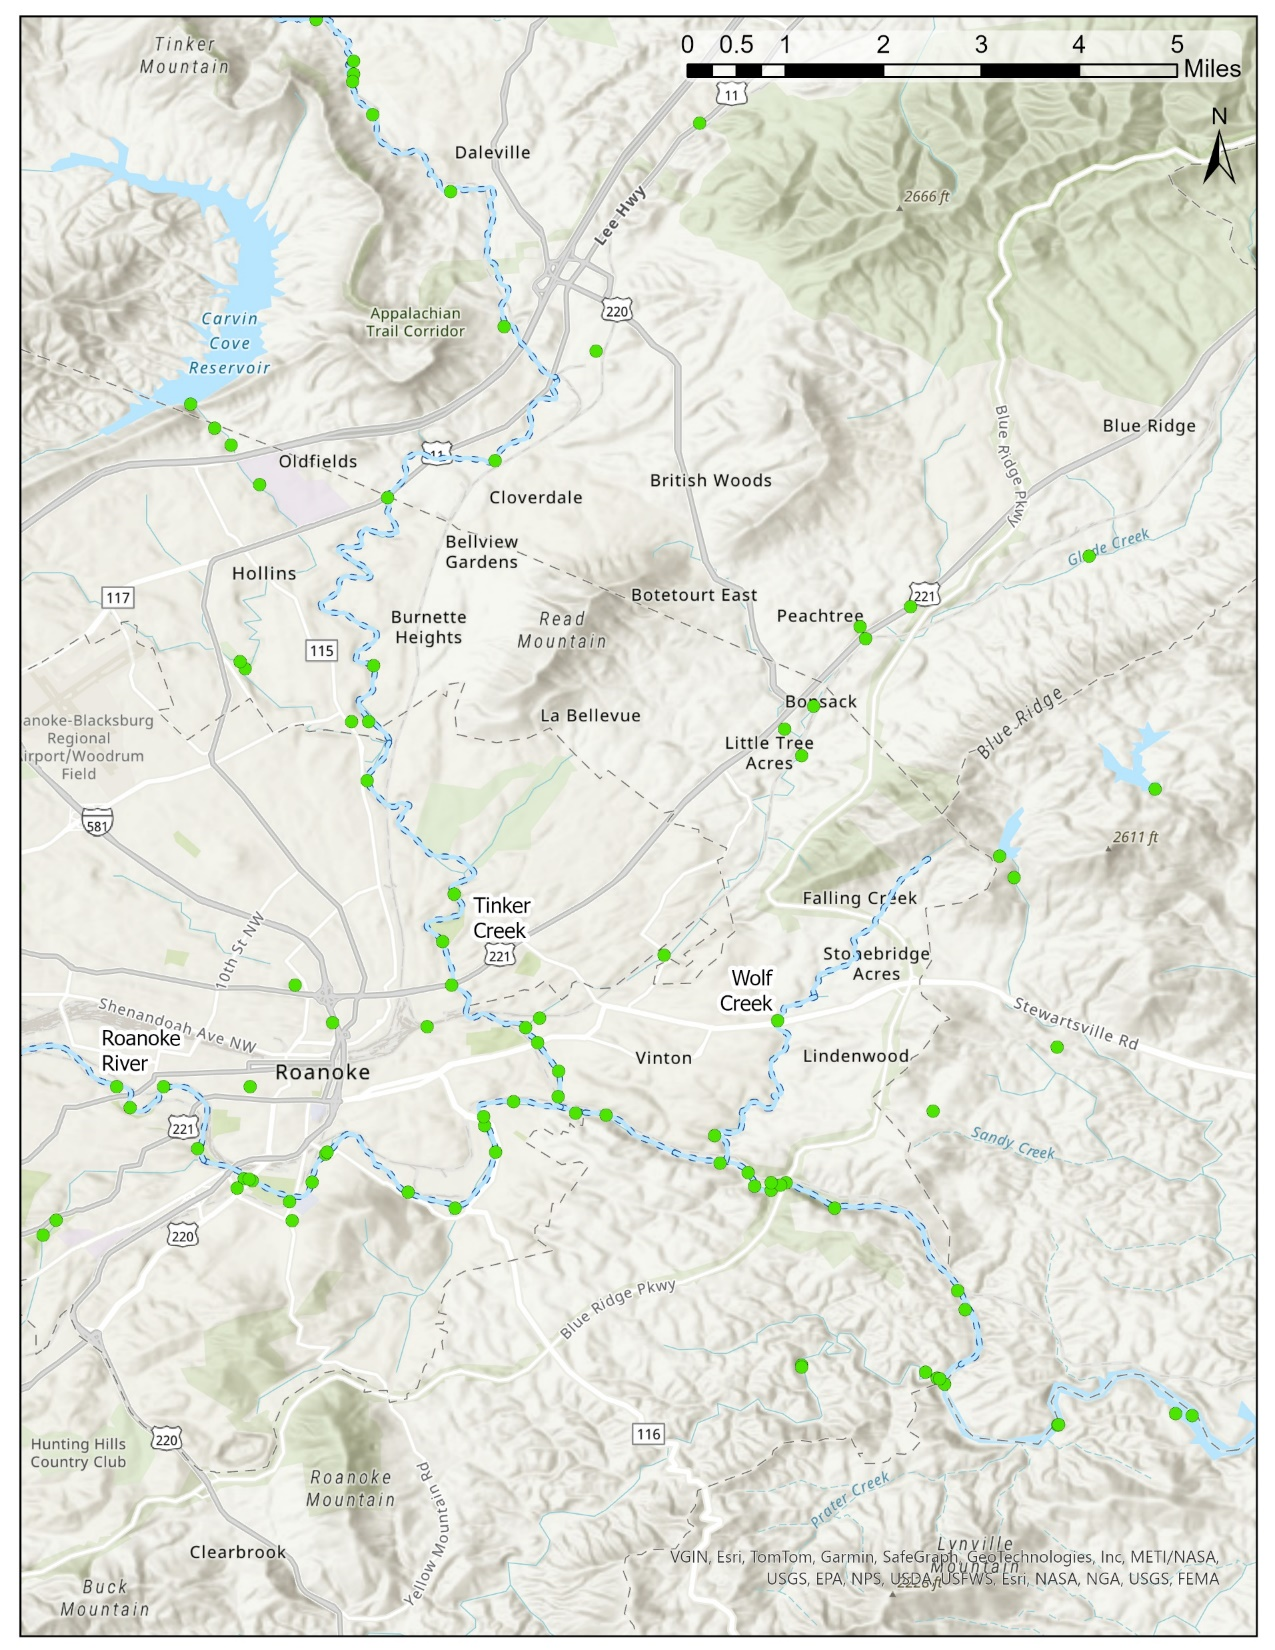 0 0.5 1 2 3 4 5
Miles
Tinker
Mountain
11
N
Daleville
2666 ft
Lee Hwy
Appalachian
Trail Corridor
220
Carvin
Cove
Reservoir
Blue Ridge
Blue Ridge Pkwy
11
Oldfields
British Woods
Cloverdale
Bellview
Gardens
Glade Creek
Hollins
117
Botetourt East
221
Burnette
Heights
Read
Mountain
Peachtree
115
Bonsack
La Bellevue
Blue Ridge
anoke-Blacksburg
Regional
irport/Woodrum
Field
Little Tree
Acres
581
2611 ft
Falling Creek
Tinker
Creek
10th St NW
221
Stonebridge
Acres
Wolf
Creek
Shenandoah Ave NW
Stewartsville Rd
Roanoke
River
Roanoke
Vinton
Lindenwood
221
Sandy Creek
220
Blue Ridge Pkwy
116
220
Hunting Hills
Country Club
Roanoke
Mountain
Yellow Mountain Rd
Prater Creek
Clearbrook
Lynville
Mountain
VGIN, Esri, TomTom, Garmin, SafeGraph, GeoTechnologies, Inc, METI/NASA,
USGS, EPA, NPS, USDA, USFWS, Esri, NASA, NGA, USGS, FEMA
Buck
Mountain